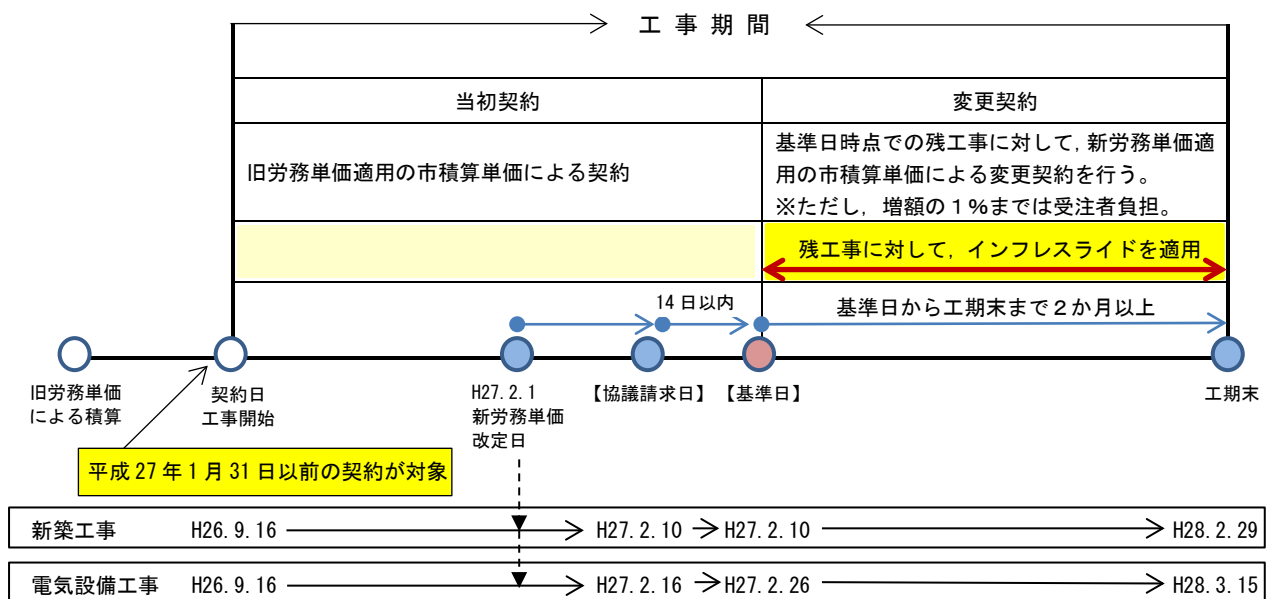 工事期間
当初契約
変更契約
旧労務単価適用の市積算単価による契約
基準日時点での残工事に対して,新労務単価適
用の市積算単価による変更契約を行う。
※ただし,増額の1%までは受注者負担。
残工事に対して,インフレスライドを適用
14日以内
基準日から工期末まで2か月以上
旧労務単価
による積算
契約日
工事開始
H27.2.1
新労務単価
改定日
【協議請求日】
【基準日】
工期末
平成27年1月31日以前の契約が対象
新築工事 H26.9.16 H27.2.10 H27.2.10 H28.2.29
電気設備工事 H26.9.16 H27.2.16 H27.2.26 H28.3.15